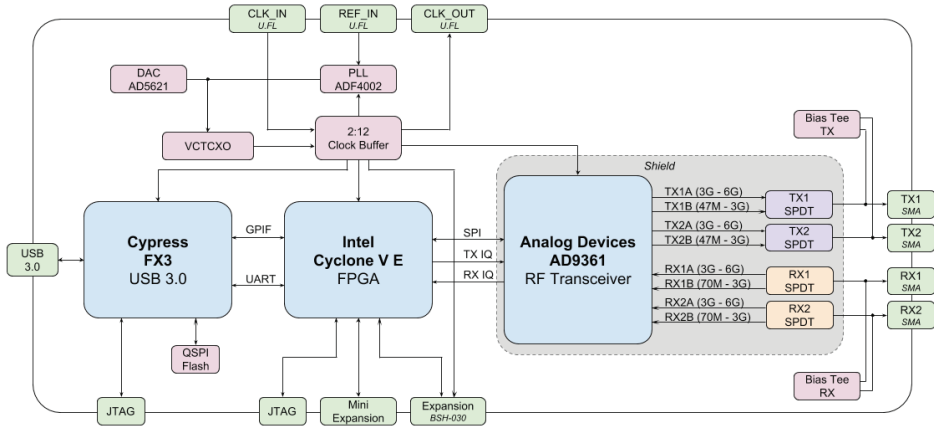 CLK_IN
U.FL
REF_IN
U.FL
CLK_OUT
U.FL
DAC
AD5621
PLL
ADF4002
VCTCXO
2:12
Clock Buffer
Bias Tee
TX
Shield
Cypress
FX3
USB 3.0
GPIF
UART
Intel
Cyclone V E
FPGA
SPI
TX IQ
RX IQ
Analog Devices
AD9361
RF Transceiver
TX1A (3G - 6G)
TX1B (47M - 3G)
TX2A (3G - 6G)
TX2B (47M - 3G)
RX1A (3G - 6G)
RX1B (70M - 3G)
RX2A (3G - 6G)
RX2B (70M - 3G)
TX1
SPDT
TX2
SPDT
RX1
SPDT
RX2
SPDT
TX1
SMA
TX2
SMA
RX1
SMA
RX2
SMA
USB
3.0
QSPI
Flash
Bias Tee
RX
JTAG
JTAG
Mini
Expansion
Expansion
BSH-030